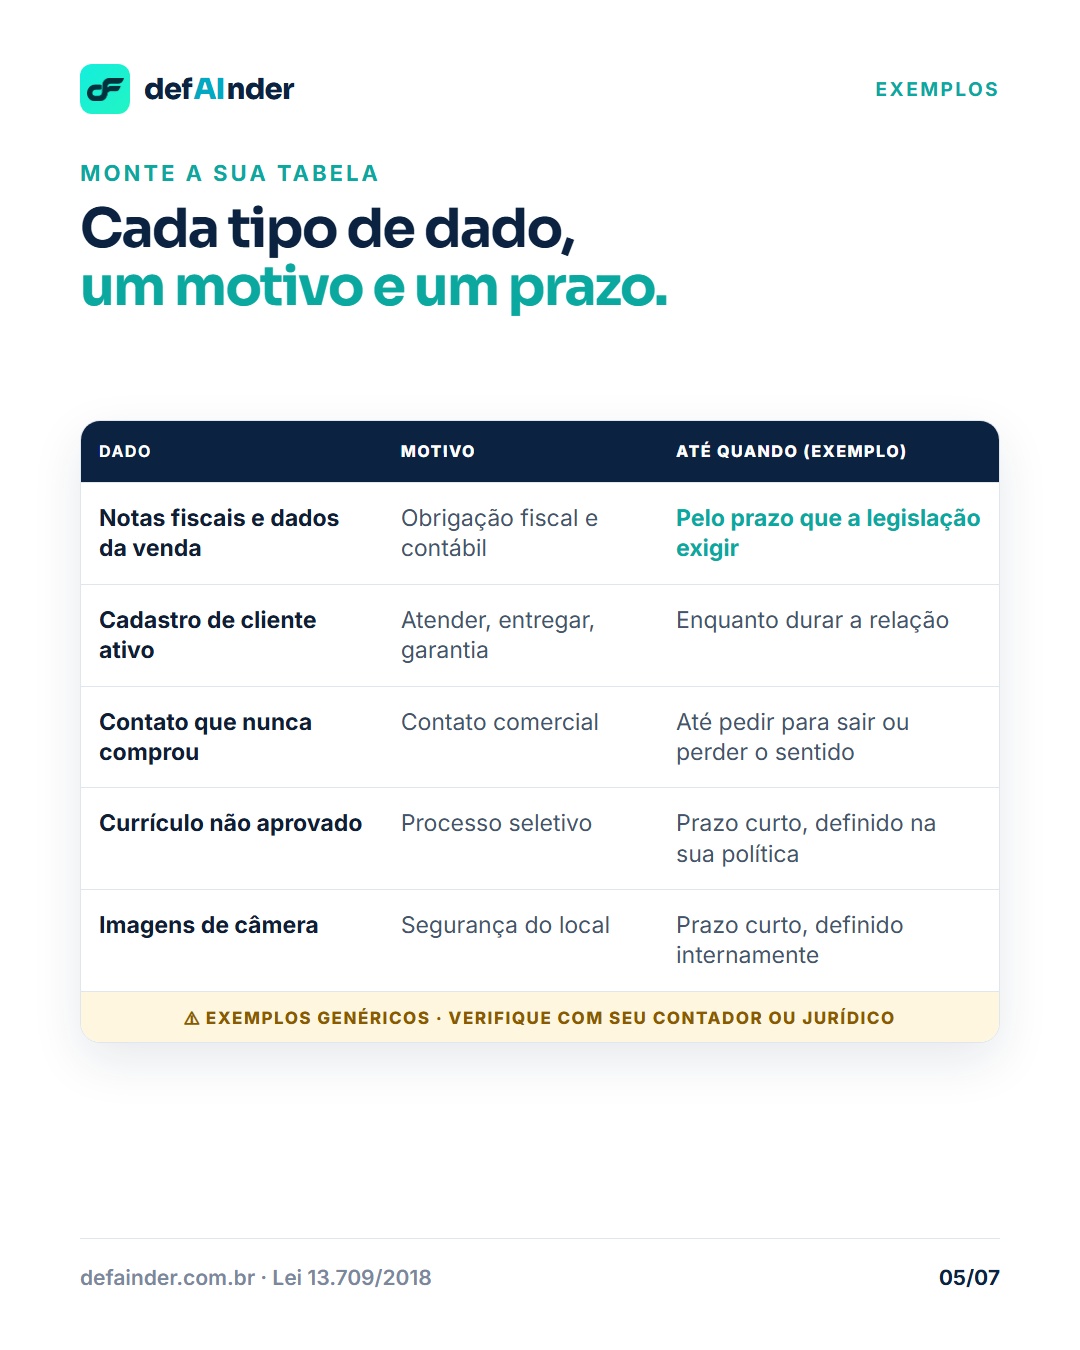 defAInder
EXEMPLOS
MONTE A SUA TABELA
Cada tipo de dado,
um motivo e um prazo.
DADO
MOTIVO
ATÉ QUANDO (EXEMPLO)
Notas fiscais e dados
da venda
Obrigação fiscal e
contábil
Pelo prazo que a legislação
exigir
Cadastro de cliente
ativo
Atender, entregar,
garantia
Enquanto durar a relação
Contato que nunca
comprou
Contato comercial
Até pedir para sair ou
perder o sentido
Currículo não aprovado
Processo seletivo
Prazo curto, definido na
sua política
Imagens de câmera
Segurança do local
Prazo curto, definido
internamente
⚠ EXEMPLOS GENÉRICOS · VERIFIQUE COM SEU CONTADOR OU JURÍDICO
defainder.com.br · Lei 13.709/2018
05/07